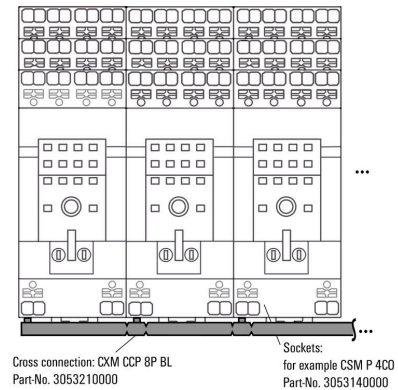 ...
...
Cross connection: CXM CCP 8P BL
Part-No. 3053210000
Sockets:
for example CSM P 4CO
Part-No. 3053140000